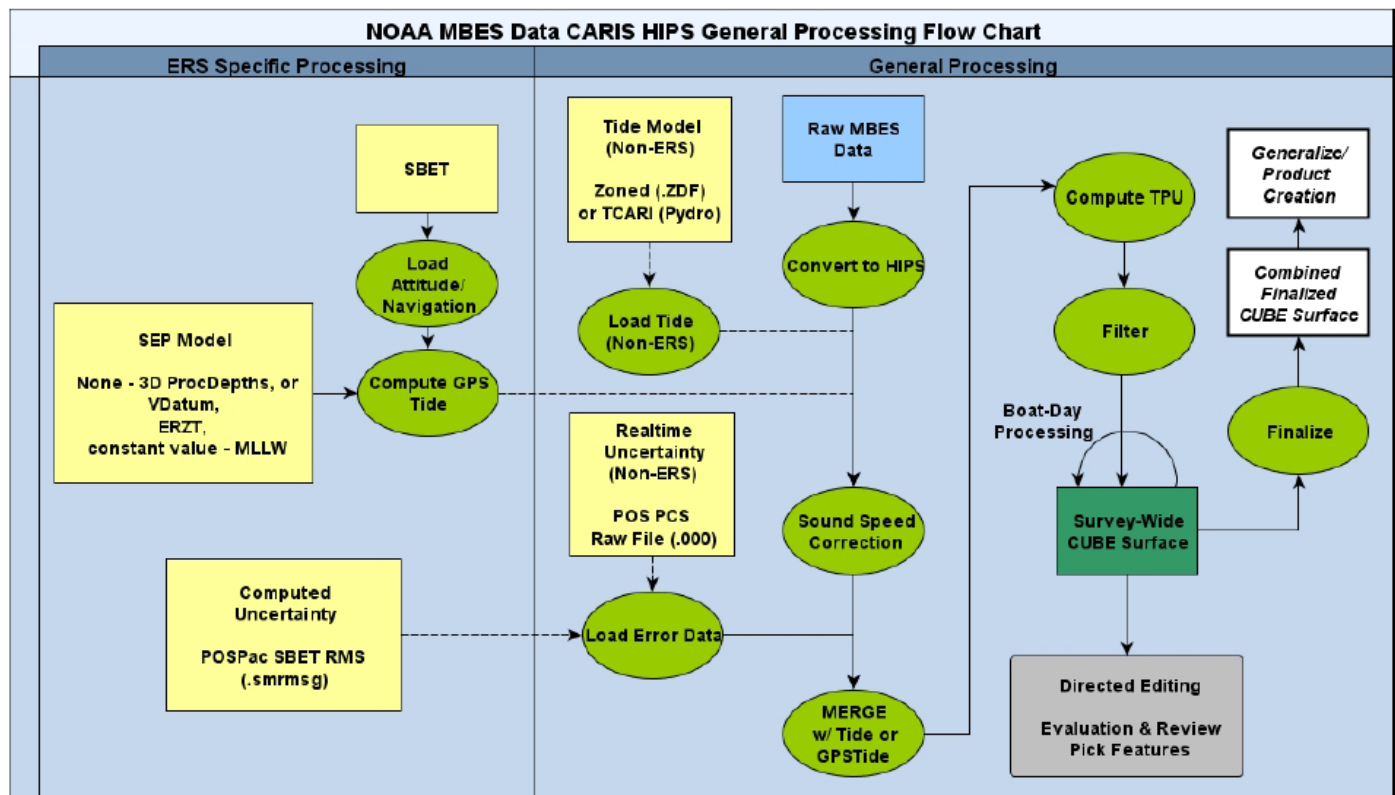 NOAA MBES Data CARIS HIPS General Processing Flow Chart
ERS Specific Processing
General Processing
SBET
Load
Attitude/
Navigation
SEP Model
None - 3D ProcDepths, or
VDatum,
ERZT,
constant value - MLLW
Compute GPS
Tide
Computed
Uncertainty
POSPac SBET RMS
(.smrmsg)
Tide Model
(Non-ERS)
Zoned (.ZDF)
or TCARI (Pydro)
Load Tide
(Non-ERS)
Realtime
Uncertainty
(Non-ERS)
POS PCS
Raw File (.000)
Load Error Data
Raw MBES
Data
Convert to HIPS
Sound Speed
Correction
MERGE
w/ Tide or
GPSTide
Compute TPU
Filter
Boat-Day
Processing
Survey-Wide
CUBE Surface
Directed Editing
Evaluation & Review
Pick Features
Generalize/
Product
Creation
Combined
Finalized
CUBE Surface
Finalize